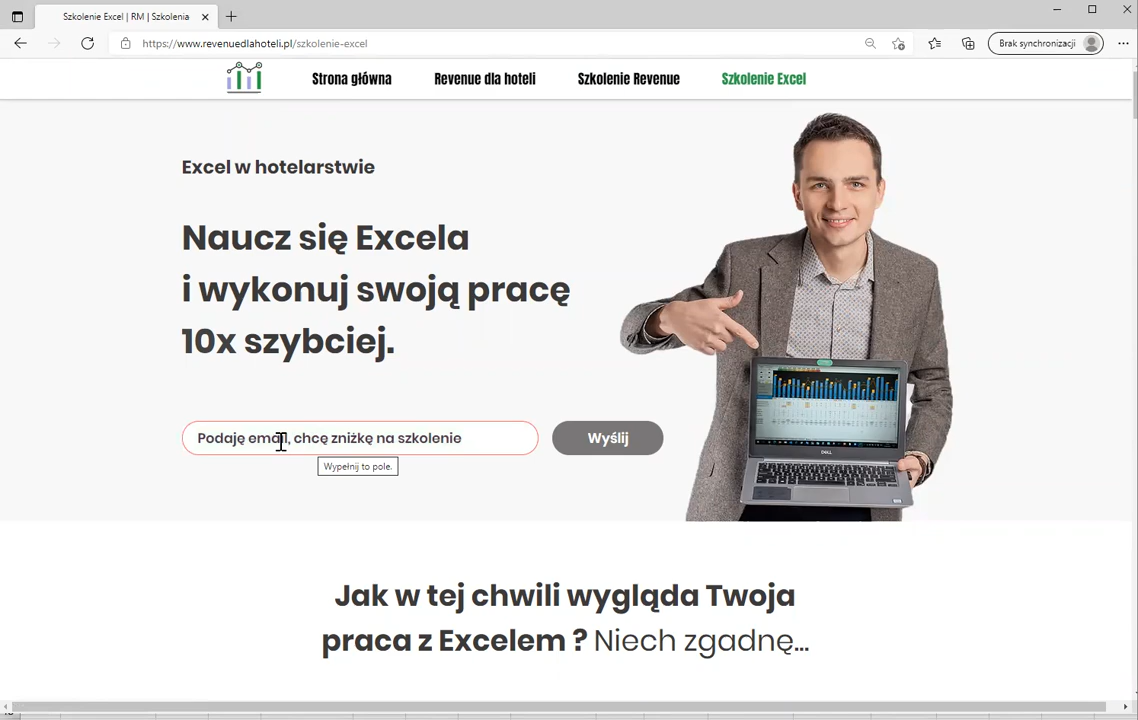 Szkolenie Excel | RM | Szkolenia
https://www.revenuedlahoteli.pl/szkolenie-excel
Brak synchronizacji
Strona główna
Revenue dla hoteli
Szkolenie Revenue
Szkolenie Excel
Excel w hotelarstwie
Naucz się Excela
i wykonuj swoją pracę
10x szybciej.
Podaję email, chcę zniżkę na szkolenie
Wyślij
Wypełnij to pole.
DELL
Jak w tej chwili wygląda Twoja
praca z Excelem ? Niech zgadnę...